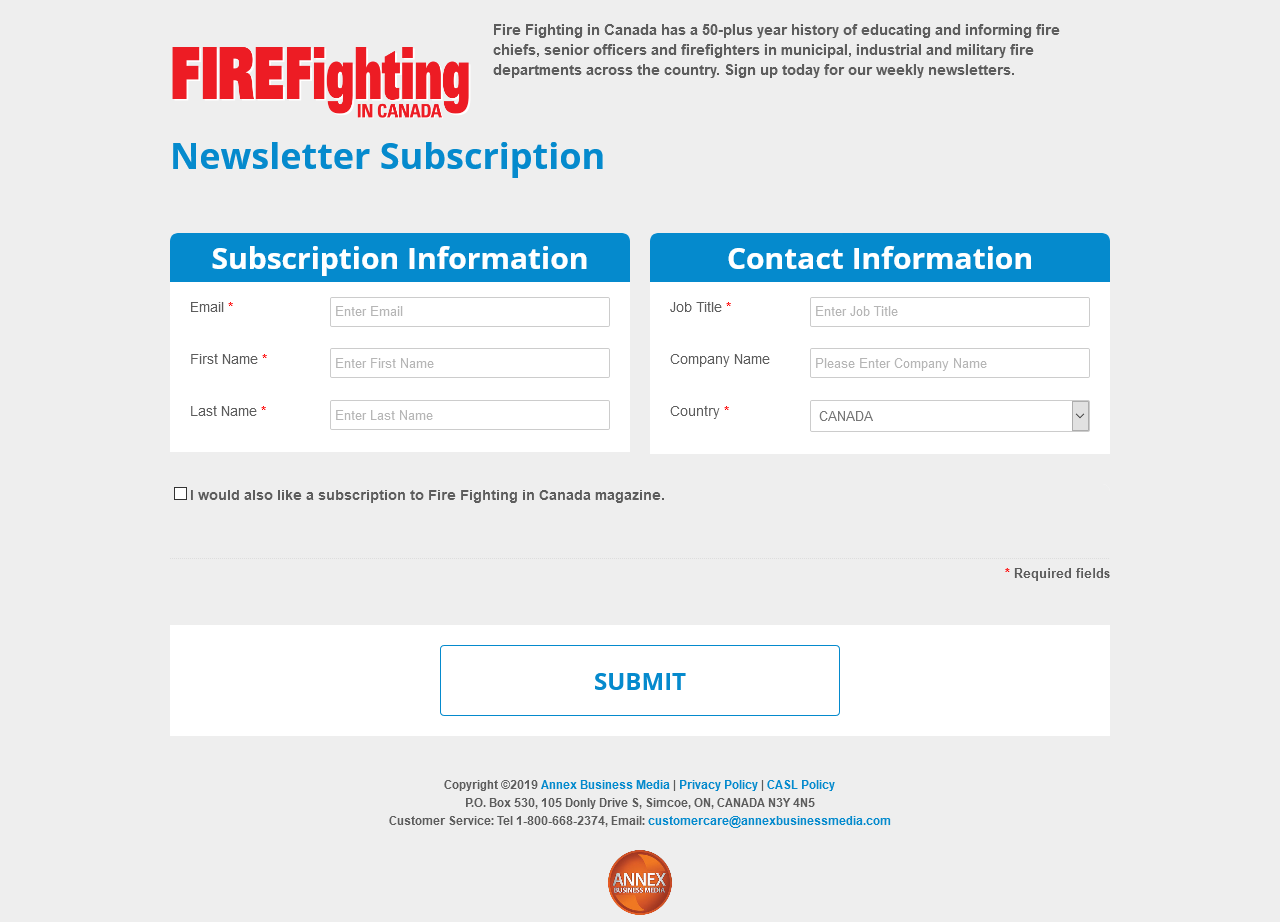 FIREFighting
IN CANADA
Fire Fighting in Canada has a 50-plus year history of educating and informing fire
chiefs, senior officers and firefighters in municipal, industrial and military fire
departments across the country. Sign up today for our weekly newsletters.
Newsletter Subscription
Subscription Information
Email *
Enter Email
First Name *
Enter First Name
Last Name *
Enter Last Name
Contact Information
Job Title *
Enter Job Title
Company Name
Please Enter Company Name
Country *
CANADA
I would also like a subscription to Fire Fighting in Canada magazine.
* Required fields
SUBMIT
Copyright ©2019 Annex Business Media | Privacy Policy | CASL Policy
P.O. Box 530, 105 Donly Drive S, Simcoe, ON, CANADA N3Y 4N5
Customer Service: Tel 1-800-668-2374, Email: customercare@annexbusinessmedia.com
ANNEX
BUSINESS MEDIA